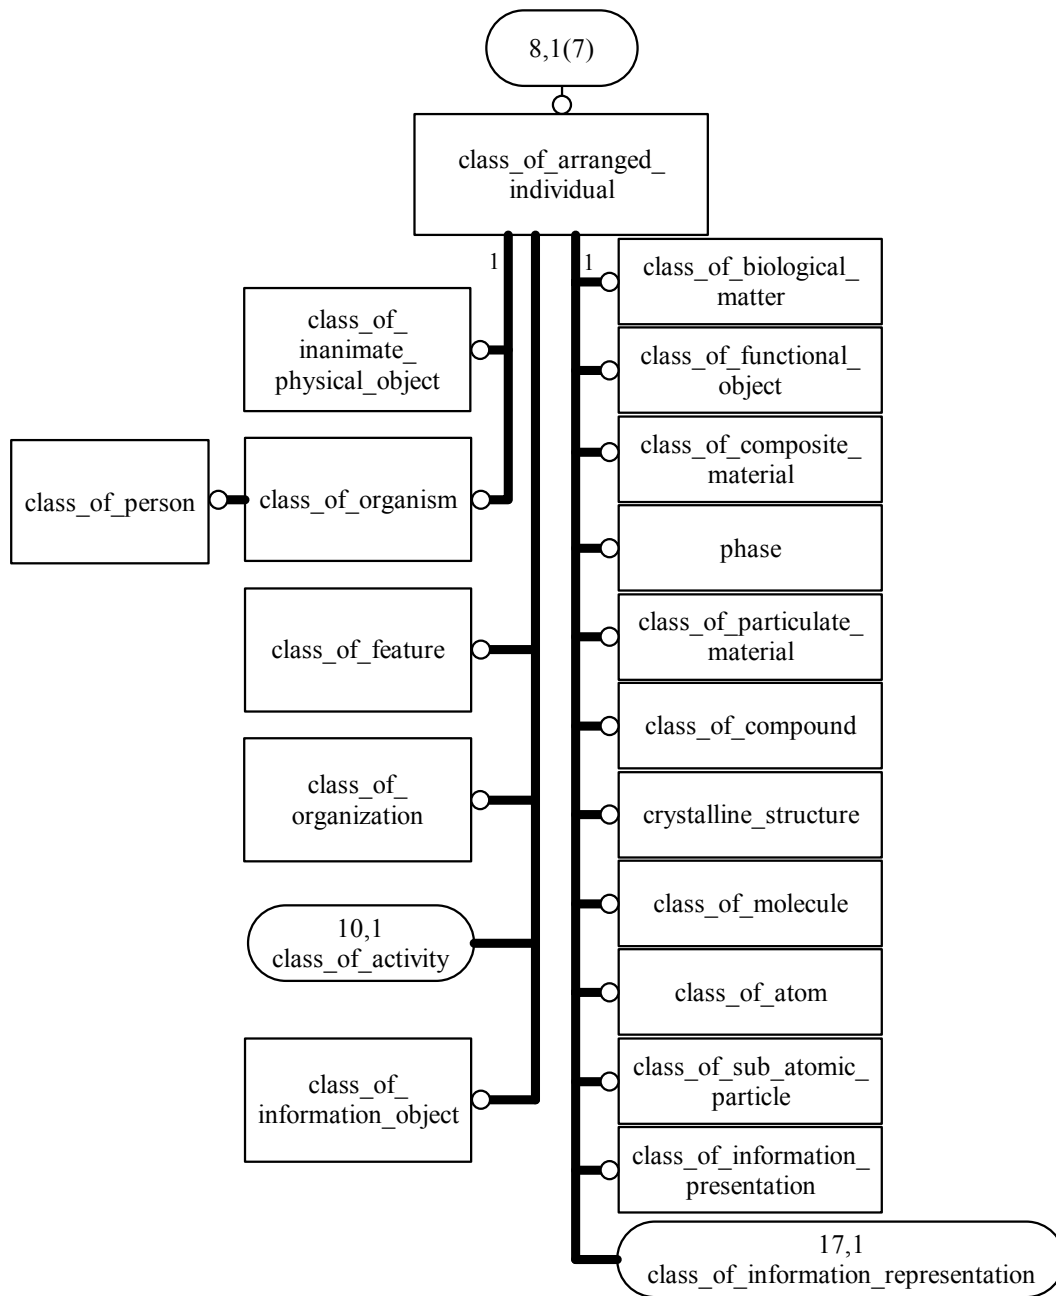 8,1(7)
class_of_arranged_
individual
1
1
class_of_
inanimate_
physical_object
class_of_person
class_of_organism
class_of_feature
class_of_
organization
10,1
class_of_activity
class_of_
information_object
class_of_biological_
matter
class_of_functional_
object
class_of_composite_
material
phase
class_of_particulate_
material
class_of_compound
crystalline_structure
class_of_molecule
class_of_atom
class_of_sub_atomic_
particle
class_of_information_
presentation
17,1
class_of_information_representation